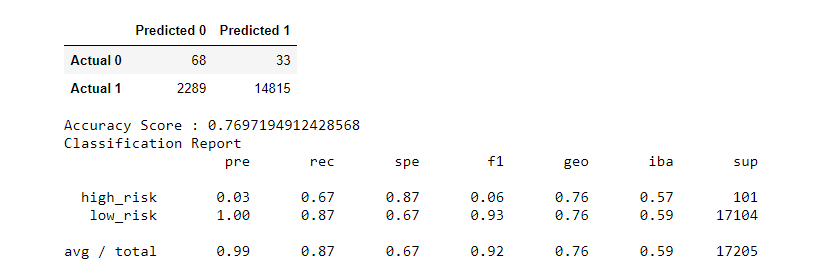 Predicted 0 Predicted 1
Actual 0 68 33
Actual 1 2289 14815
Accuracy Score : 0.7697194912428568
Classification Report
pre rec spe f1 geo iba sup
high_risk 0.03 0.67 0.87 0.06 0.76 0.57 101
low_risk 1.00 0.87 0.67 0.93 0.76 0.59 17104
avg / total 0.99 0.87 0.67 0.92 0.76 0.59 17205